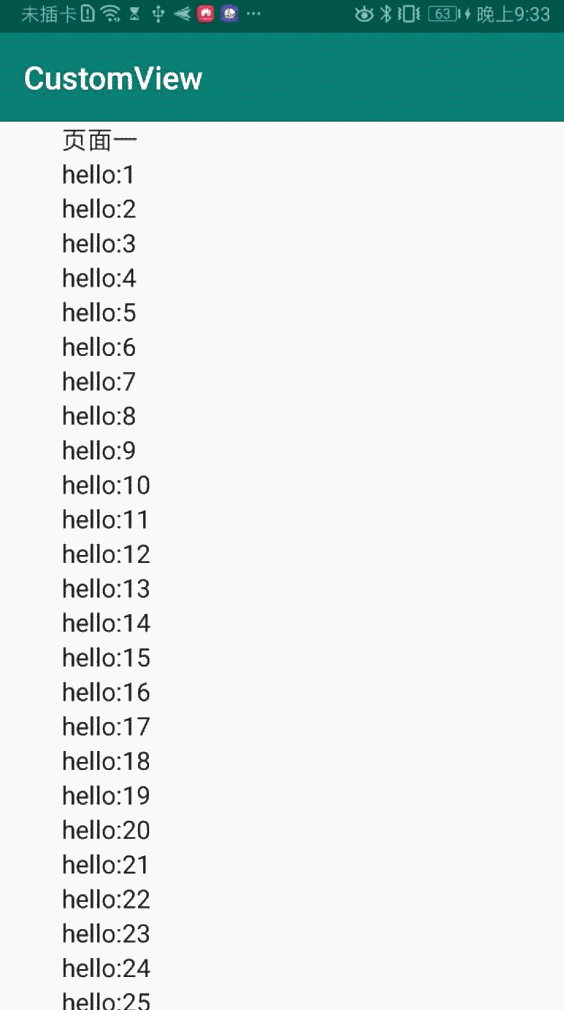 未插卡 63 晚上9:33
CustomView
页面一
hello:1
hello:2
hello:3
hello:4
hello:5
hello:6
hello:7
hello:8
hello:9
hello:10
hello:11
hello:12
hello:13
hello:14
hello:15
hello:16
hello:17
hello:18
hello:19
hello:20
hello:21
hello:22
hello:23
hello:24
hello:25